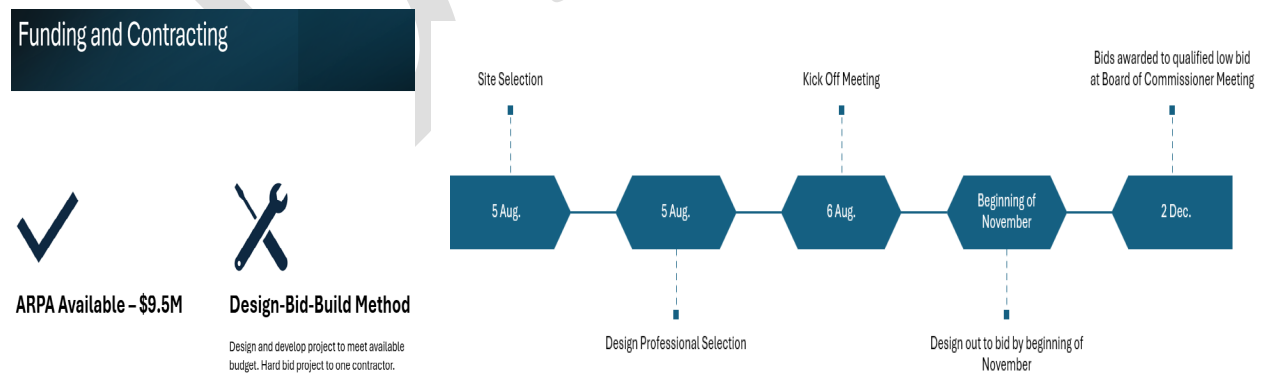 Funding and Contracting
ARPA Available – $9.5M
Design-Bid-Build Method
Design and develop project to meet available
budget. Hard bid project to one contractor.
Site Selection
Kick Off Meeting
Bids awarded to qualified low bid
at Board of Commissioner Meeting
5 Aug.
5 Aug.
6 Aug.
Beginning of
November
2 Dec.
Design Professional Selection
Design out to bid by beginning of
November